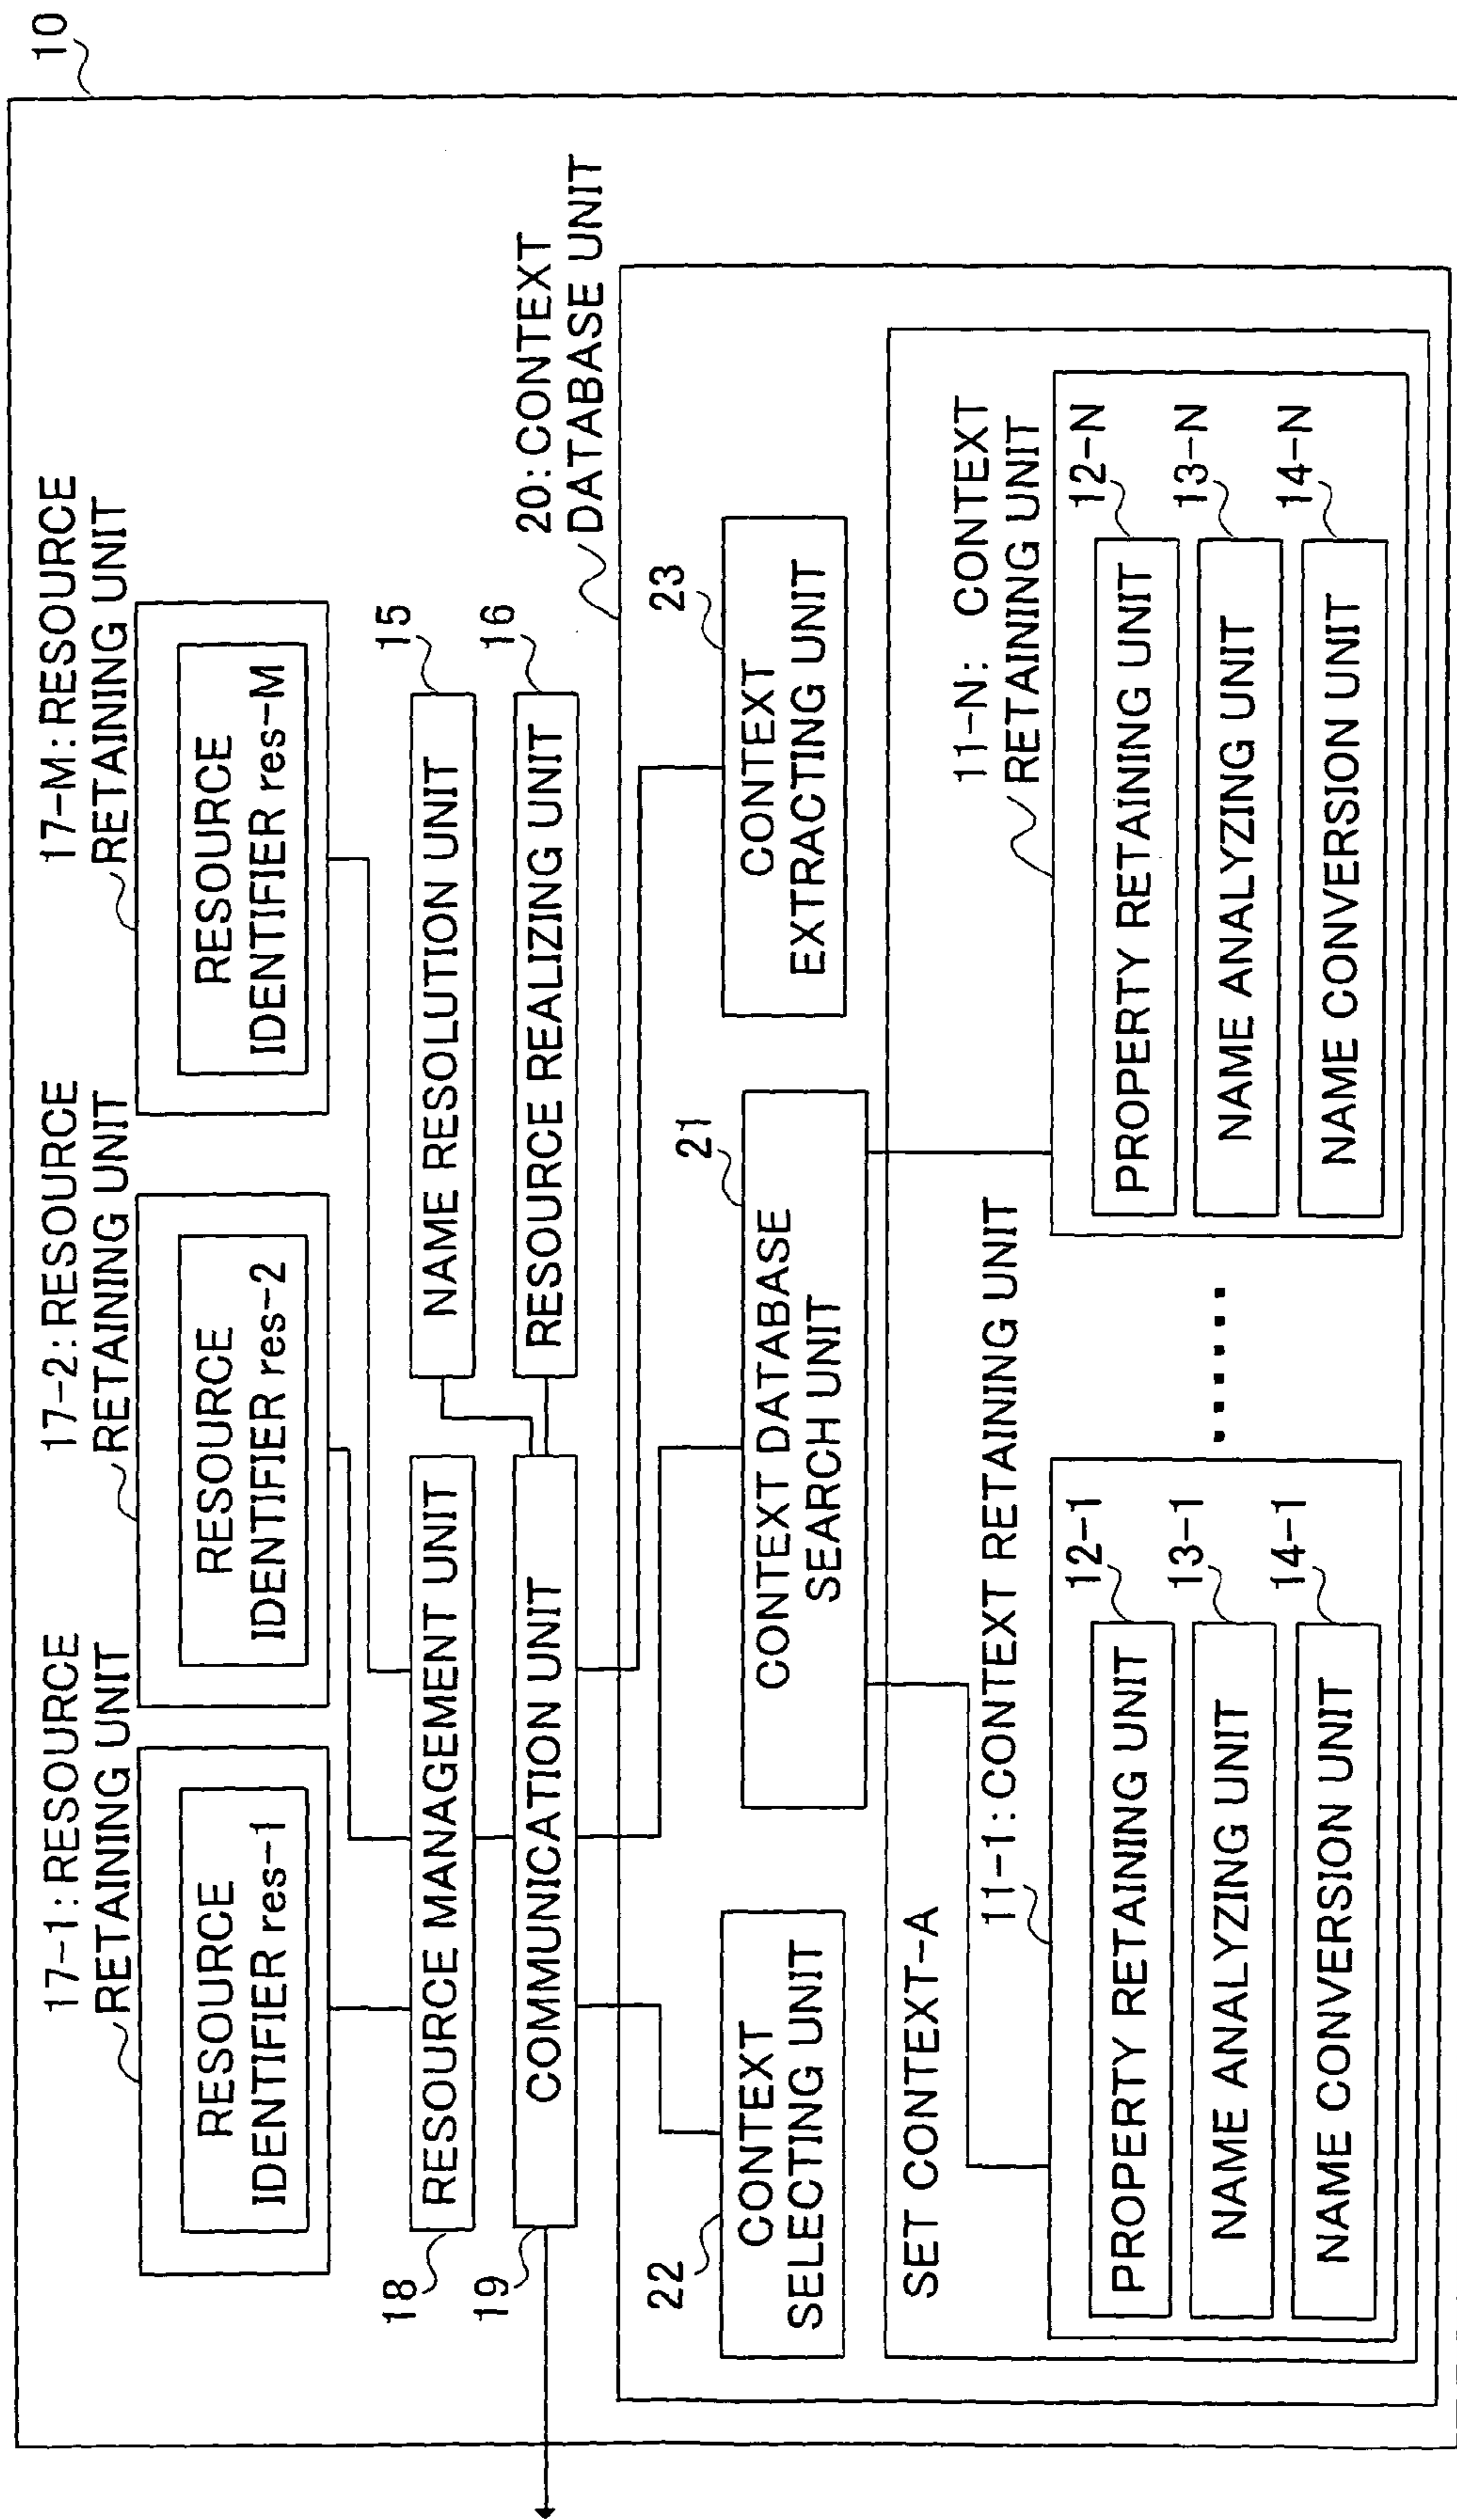 10
17-1: RESOURCE
RETAINING UNIT
RESOURCE
IDENTIFIER res-1
17-2: RESOURCE
RETAINING UNIT
RESOURCE
IDENTIFIER res-2
17-M: RESOURCE
RETAINING UNIT
RESOURCE
IDENTIFIER res-M
18
RESOURCE MANAGEMENT UNIT
NAME RESOLUTION UNIT
15
19
COMMUNICATION UNIT
RESOURCE REALIZING UNIT
16
20: CONTEXT
DATABASE UNIT
22
CONTEXT
SELECTING UNIT
21
CONTEXT DATABASE
SEARCH UNIT
23
CONTEXT
EXTRACTING UNIT
SET CONTEXT-A
11-1: CONTEXT RETAINING UNIT
12-1
PROPERTY RETAINING UNIT
13-1
NAME ANALYZING UNIT
14-1
NAME CONVERSION UNIT
.....
11-N: CONTEXT
RETAINING UNIT
12-N
PROPERTY RETAINING UNIT
13-N
NAME ANALYZING UNIT
14-N
NAME CONVERSION UNIT